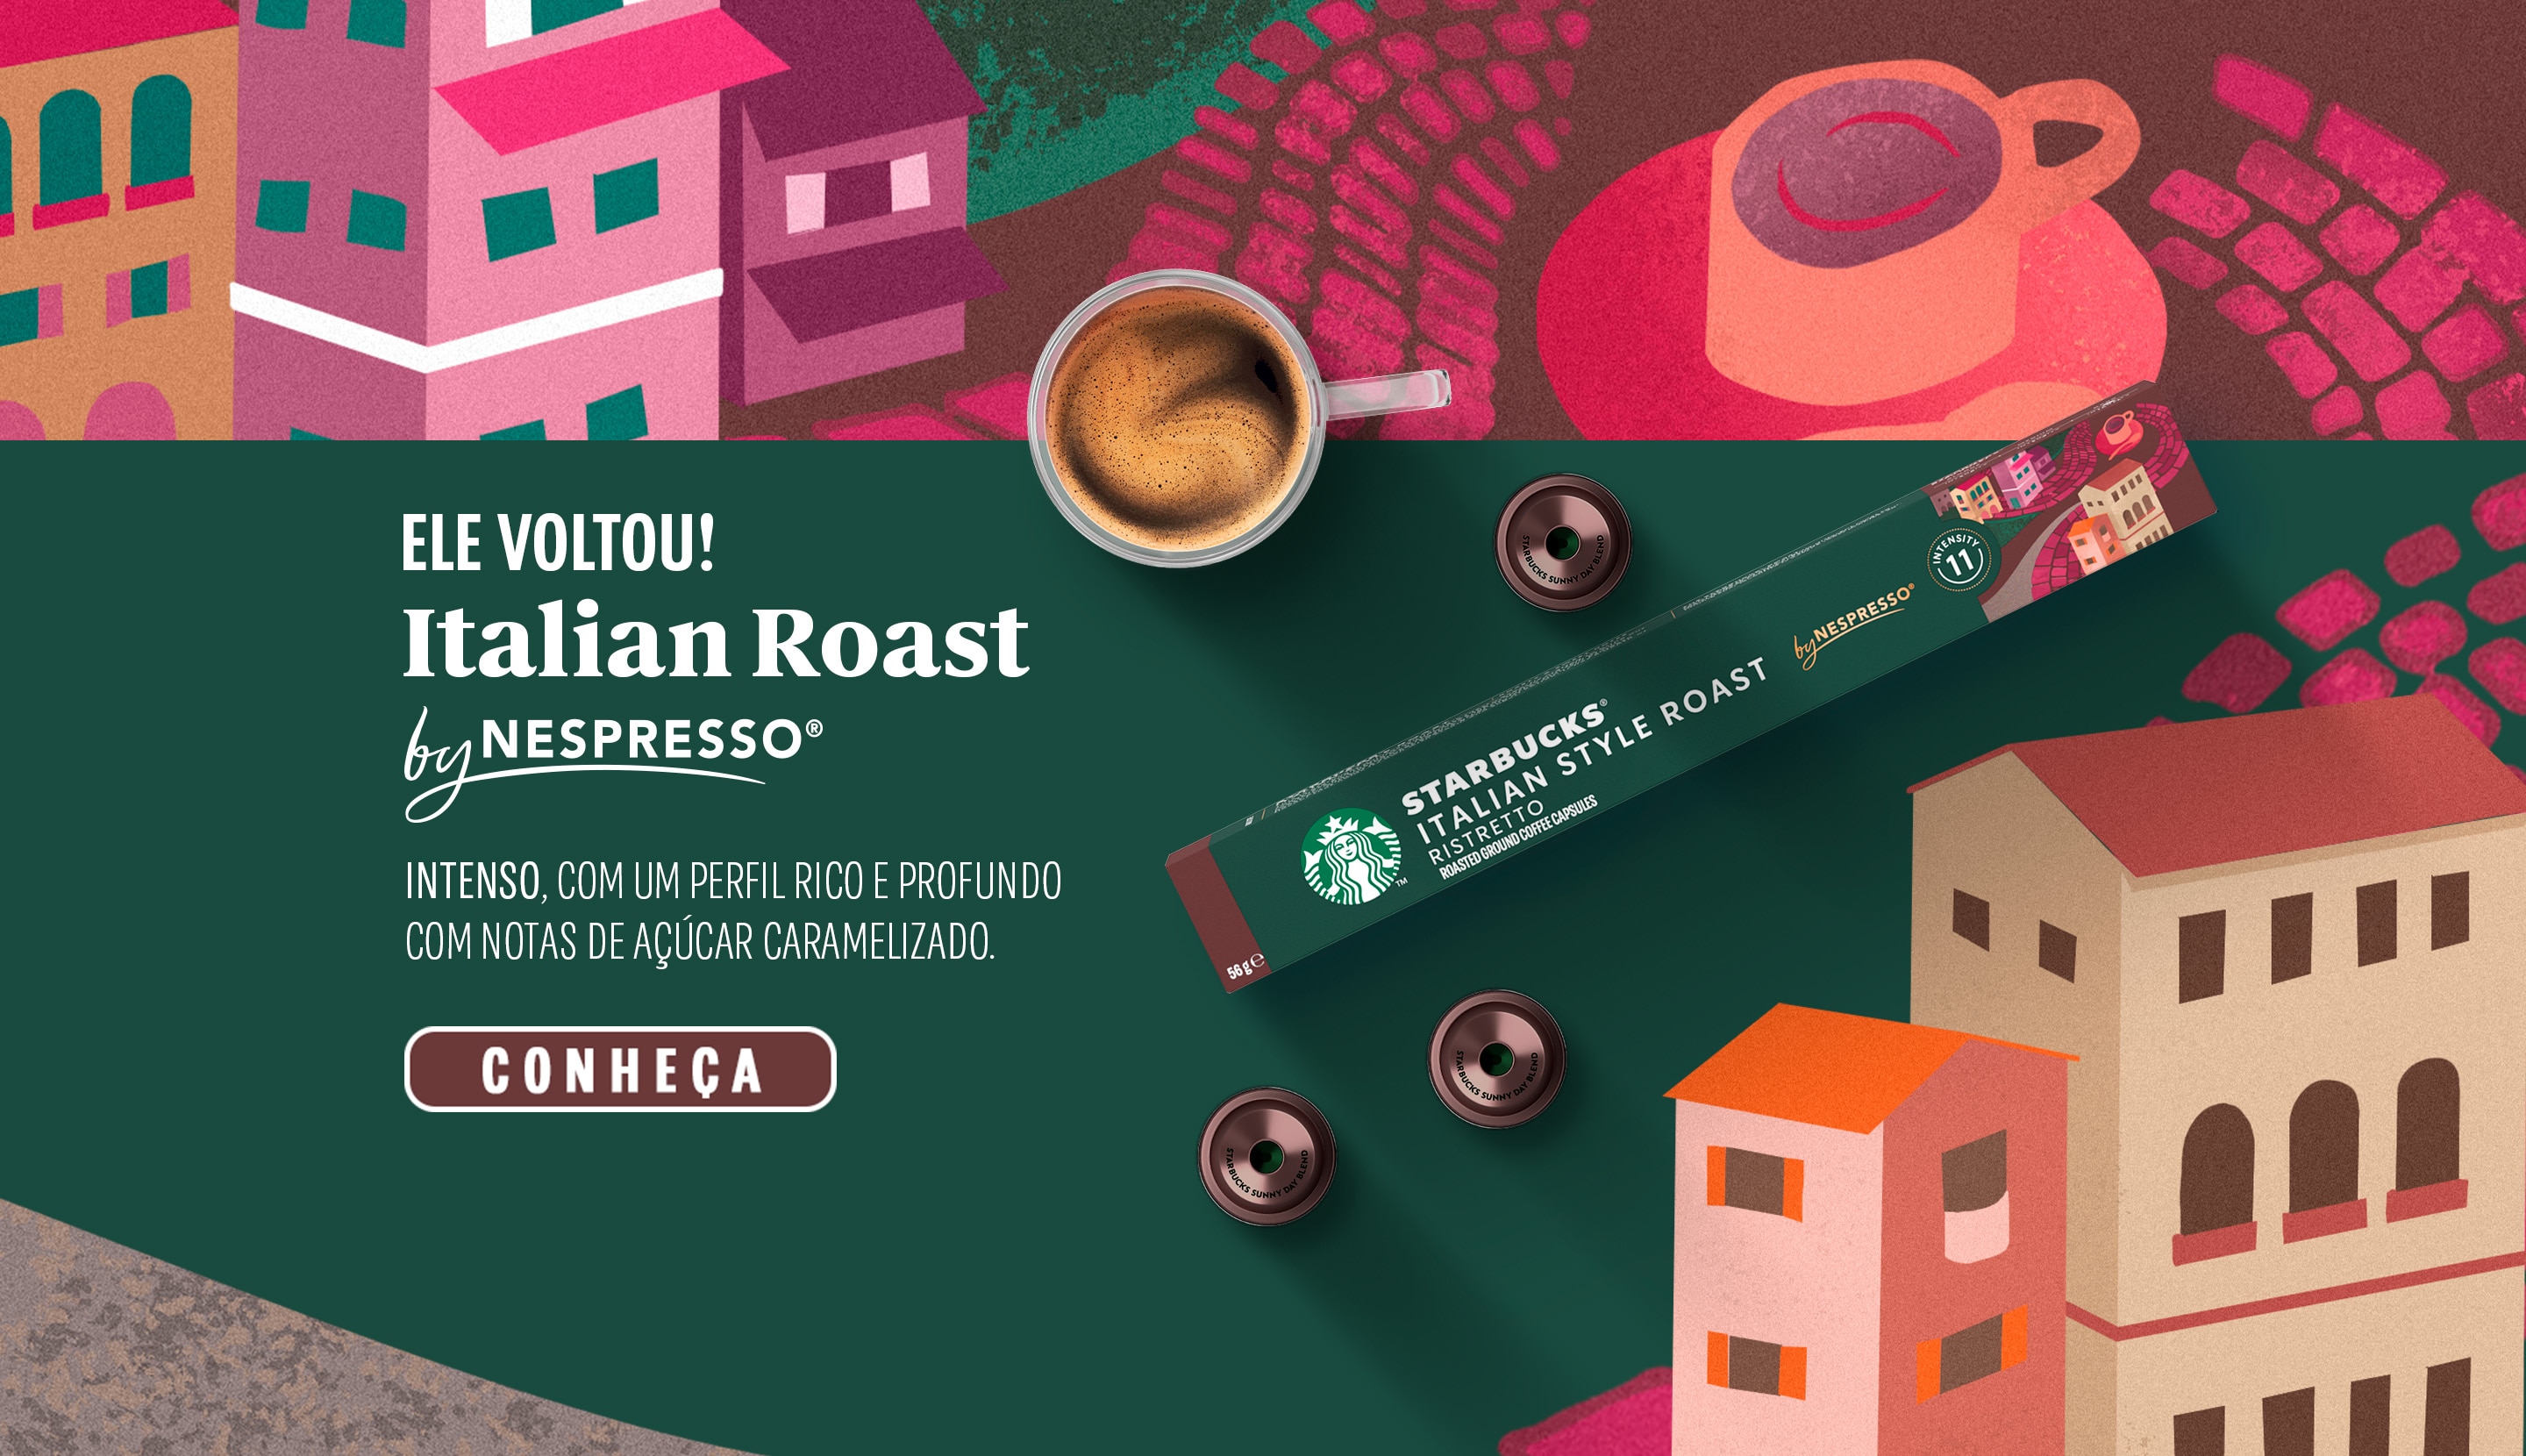 ELE VOLTOU!
Italian Roast
by NESPRESSO®
INTENSO, COM UM PERFIL RICO E PROFUNDO
COM NOTAS DE AÇÚCAR CARAMELIZADO.
CONHEÇA
STARBUCKS®
ITALIAN STYLE ROAST
RISTRETTO
ROASTED GROUND COFFEE CAPSULES
by NESPRESSO®
INTENSITY
11
TM
56 g e
STARBUCKS SUNNY DAY BLEND
STARBUCKS SUNNY DAY BLEND
STARBUCKS SUNNY DAY BLEND